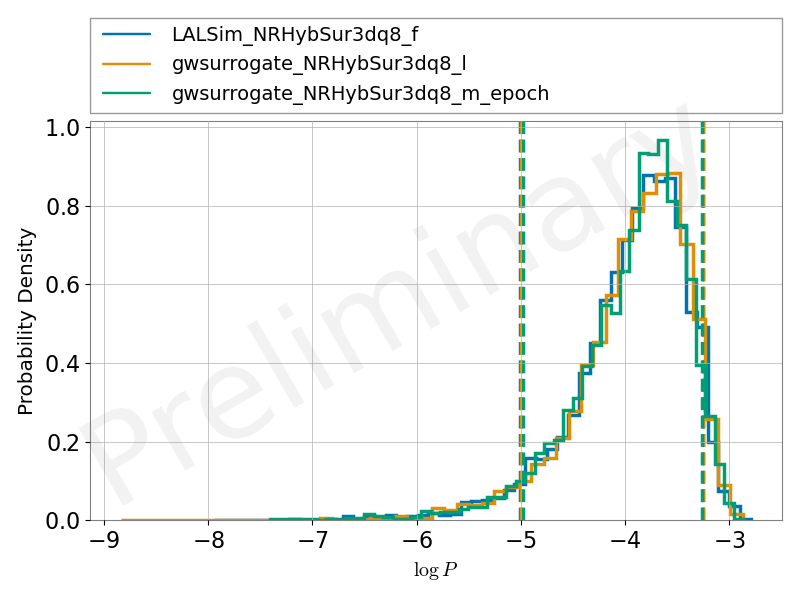 LALSim_NRHybSur3dq8_f
gwsurrogate_NRHybSur3dq8_l
gwsurrogate_NRHybSur3dq8_m_epoch
1.0
0.8
0.6
0.4
0.2
0.0
Probability Density
Preliminary
−9 −8 −7 −6 −5 −4 −3
log P